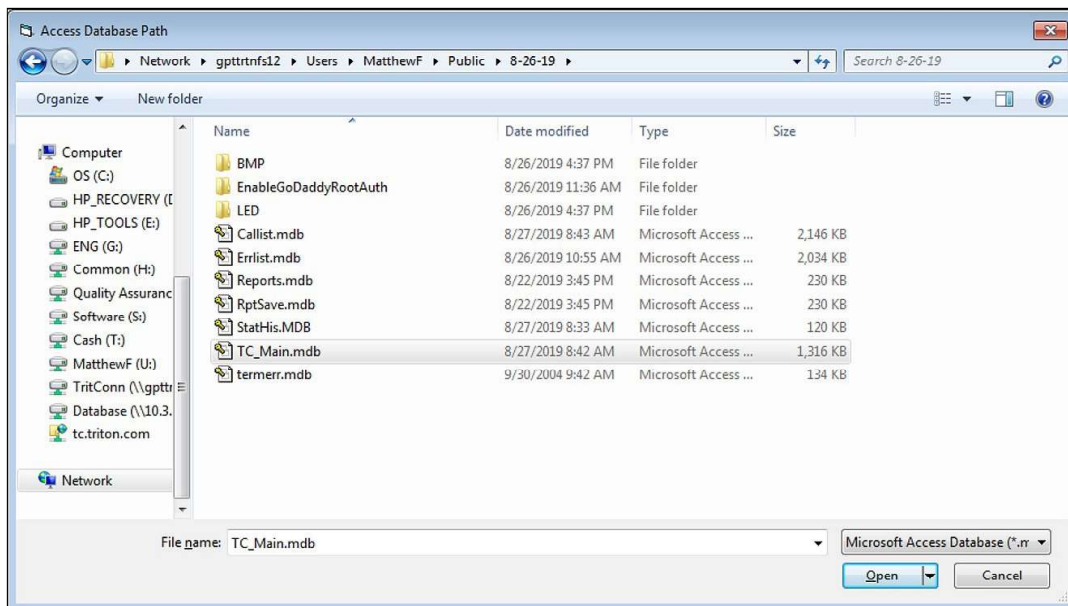 Access Database Path
Network ▸ gpttrtnfs12 ▸ Users ▸ MatthewF ▸ Public ▸ 8-26-19 ▸
Search 8-26-19
Organize New folder
Name Date modified Type Size
Computer
OS (C:)
HP_RECOVERY (D
HP_TOOLS (E:)
ENG (G:)
Common (H:)
Quality Assuranc
Software (S:)
Cash (T:)
MatthewF (U:)
TritConn (\\gpttr
Database (\\10.3.
tc.triton.com
Network
BMP 8/26/2019 4:37 PM File folder
EnableGoDaddyRootAuth 8/26/2019 11:36 AM File folder
LED 8/26/2019 4:37 PM File folder
Callist.mdb 8/27/2019 8:43 AM Microsoft Access ... 2,146 KB
Errlist.mdb 8/26/2019 10:55 AM Microsoft Access ... 2,034 KB
Reports.mdb 8/22/2019 3:45 PM Microsoft Access ... 230 KB
RptSave.mdb 8/22/2019 3:45 PM Microsoft Access ... 230 KB
StatHis.MDB 8/27/2019 8:33 AM Microsoft Access ... 120 KB
TC_Main.mdb 8/27/2019 8:42 AM Microsoft Access ... 1,316 KB
termerr.mdb 9/30/2004 9:42 AM Microsoft Access ... 134 KB
File name: TC_Main.mdb
Microsoft Access Database (*.m
Open Cancel